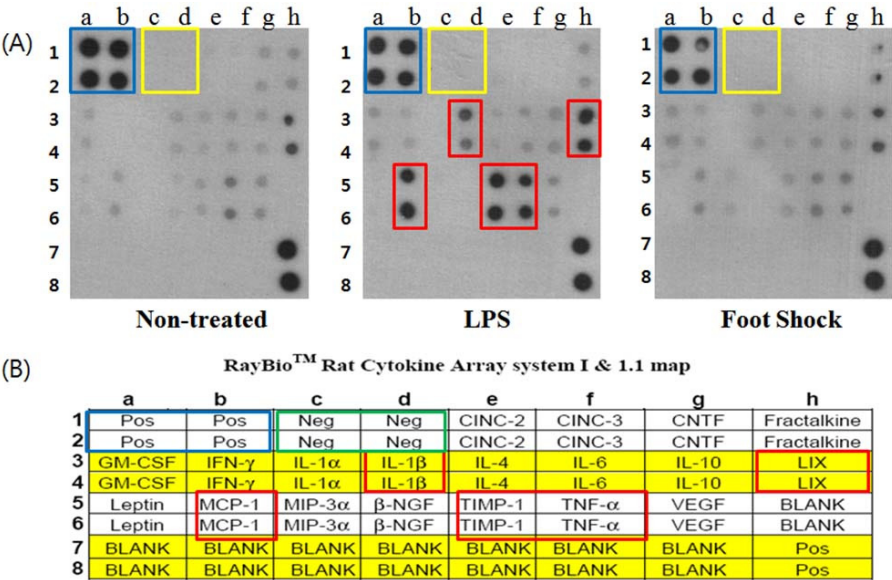 a b c d e f g h a b c d e f g h a b c d e f g h
(A)
1 1 1
2 2 2
3 3 3
4 4 4
5 5 5
6 6 6
7 7 7
8 8 8
Non-treated LPS Foot Shock
(B)
RayBio™ Rat Cytokine Array system I & 1.1 map
a b c d e f g h
1 Pos Pos Neg Neg CINC-2 CINC-3 CNTF Fractalkine
2 Pos Pos Neg Neg CINC-2 CINC-3 CNTF Fractalkine
3 GM-CSF IFN-γ IL-1α IL-1β IL-4 IL-6 IL-10 LIX
4 GM-CSF IFN-γ IL-1α IL-1β IL-4 IL-6 IL-10 LIX
5 Leptin MCP-1 MIP-3α β-NGF TIMP-1 TNF-α VEGF BLANK
6 Leptin MCP-1 MIP-3α β-NGF TIMP-1 TNF-α VEGF BLANK
7 BLANK BLANK BLANK BLANK BLANK BLANK BLANK Pos
8 BLANK BLANK BLANK BLANK BLANK BLANK BLANK Pos